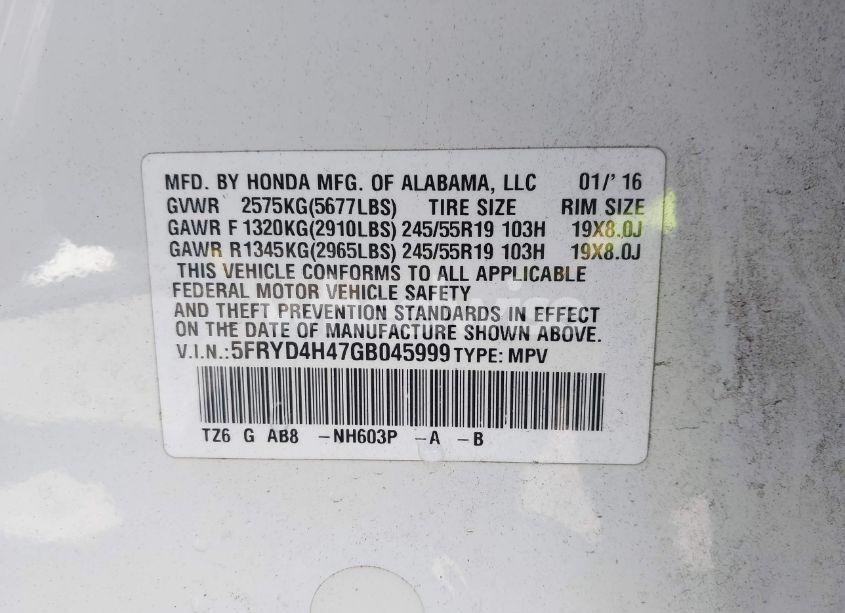 MFD. BY HONDA MFG. OF ALABAMA, LLC 01/'16
GVWR 2575KG(5677LBS) TIRE SIZE RIM SIZE
GAWR F 1320KG(2910LBS) 245/55R19 103H 19X8.0J
GAWR R 1345KG(2965LBS) 245/55R19 103H 19X8.0J
THIS VEHICLE CONFORMS TO ALL APPLICABLE
FEDERAL MOTOR VEHICLE SAFETY
AND THEFT PREVENTION STANDARDS IN EFFECT
ON THE DATE OF MANUFACTURE SHOWN ABOVE.
V.I.N.:5FRYD4H47GB045999 TYPE: MPV
TZ6 G AB8 -NH603P -A -B